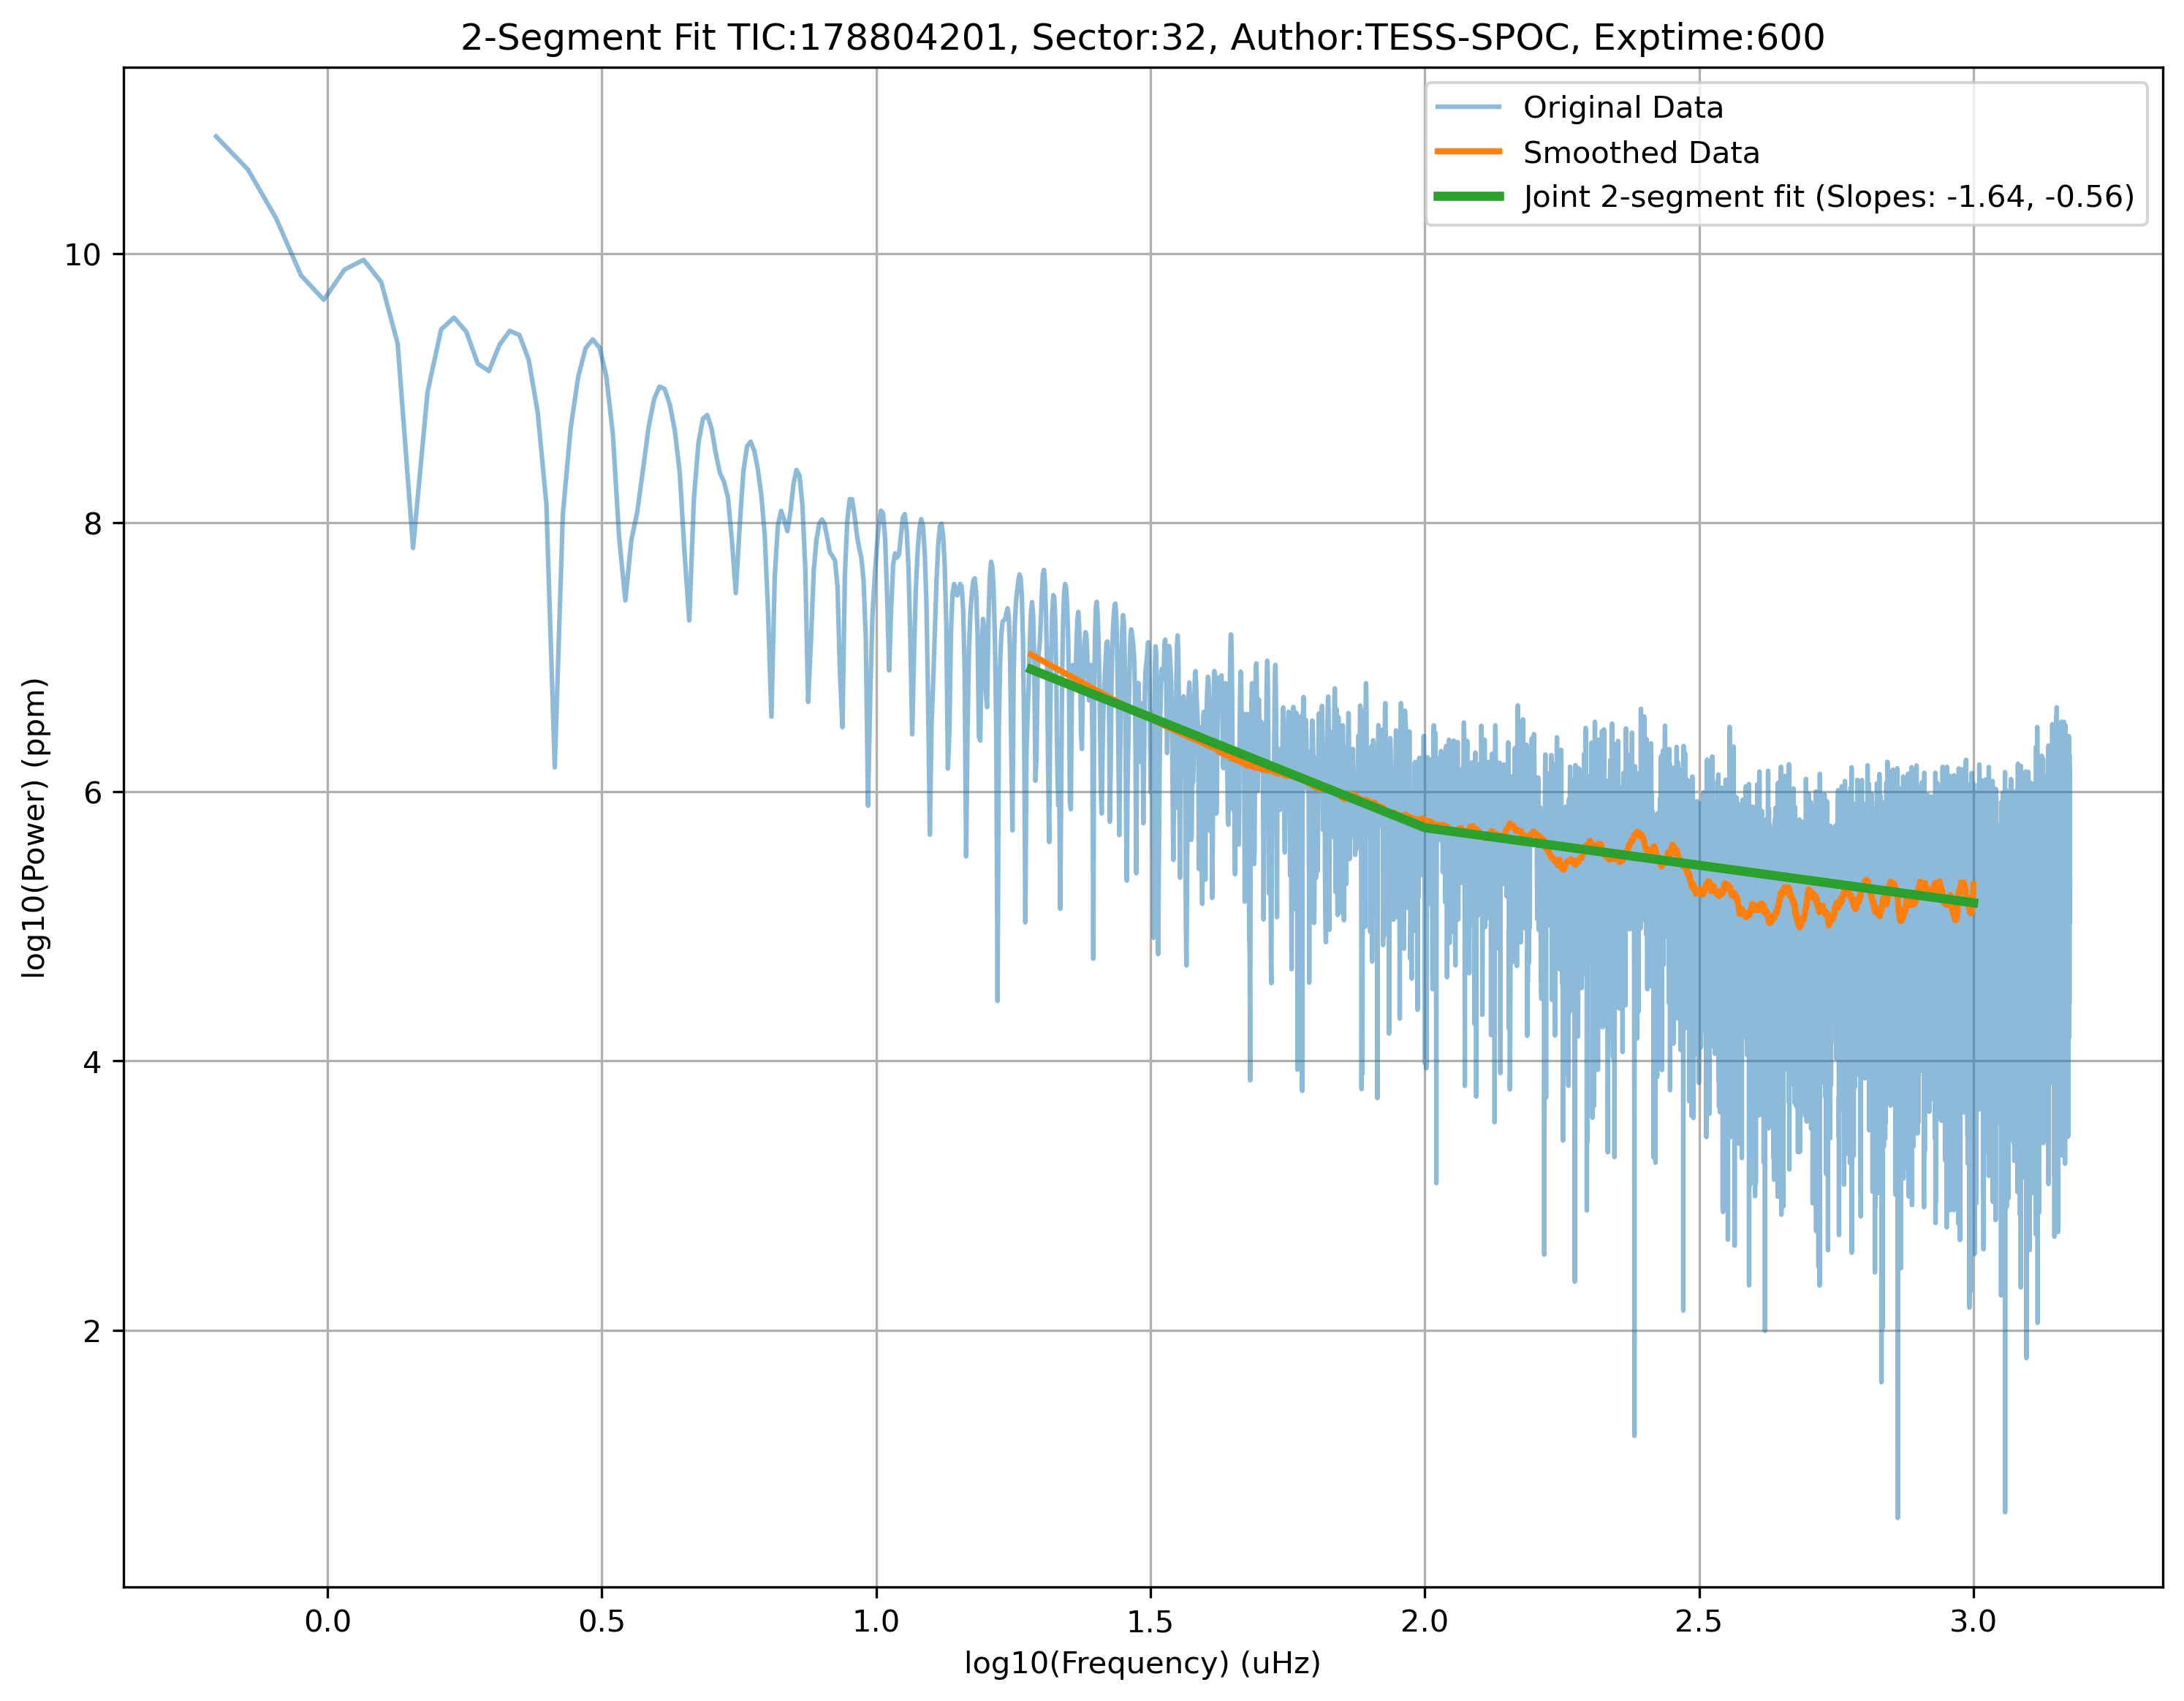 2-Segment Fit TIC:178804201, Sector:32, Author:TESS-SPOC, Exptime:600
Original Data
Smoothed Data
Joint 2-segment fit (Slopes: -1.64, -0.56)
10
8
6
4
2
log10(Power) (ppm)
0.0 0.5 1.0 1.5 2.0 2.5 3.0
log10(Frequency) (uHz)